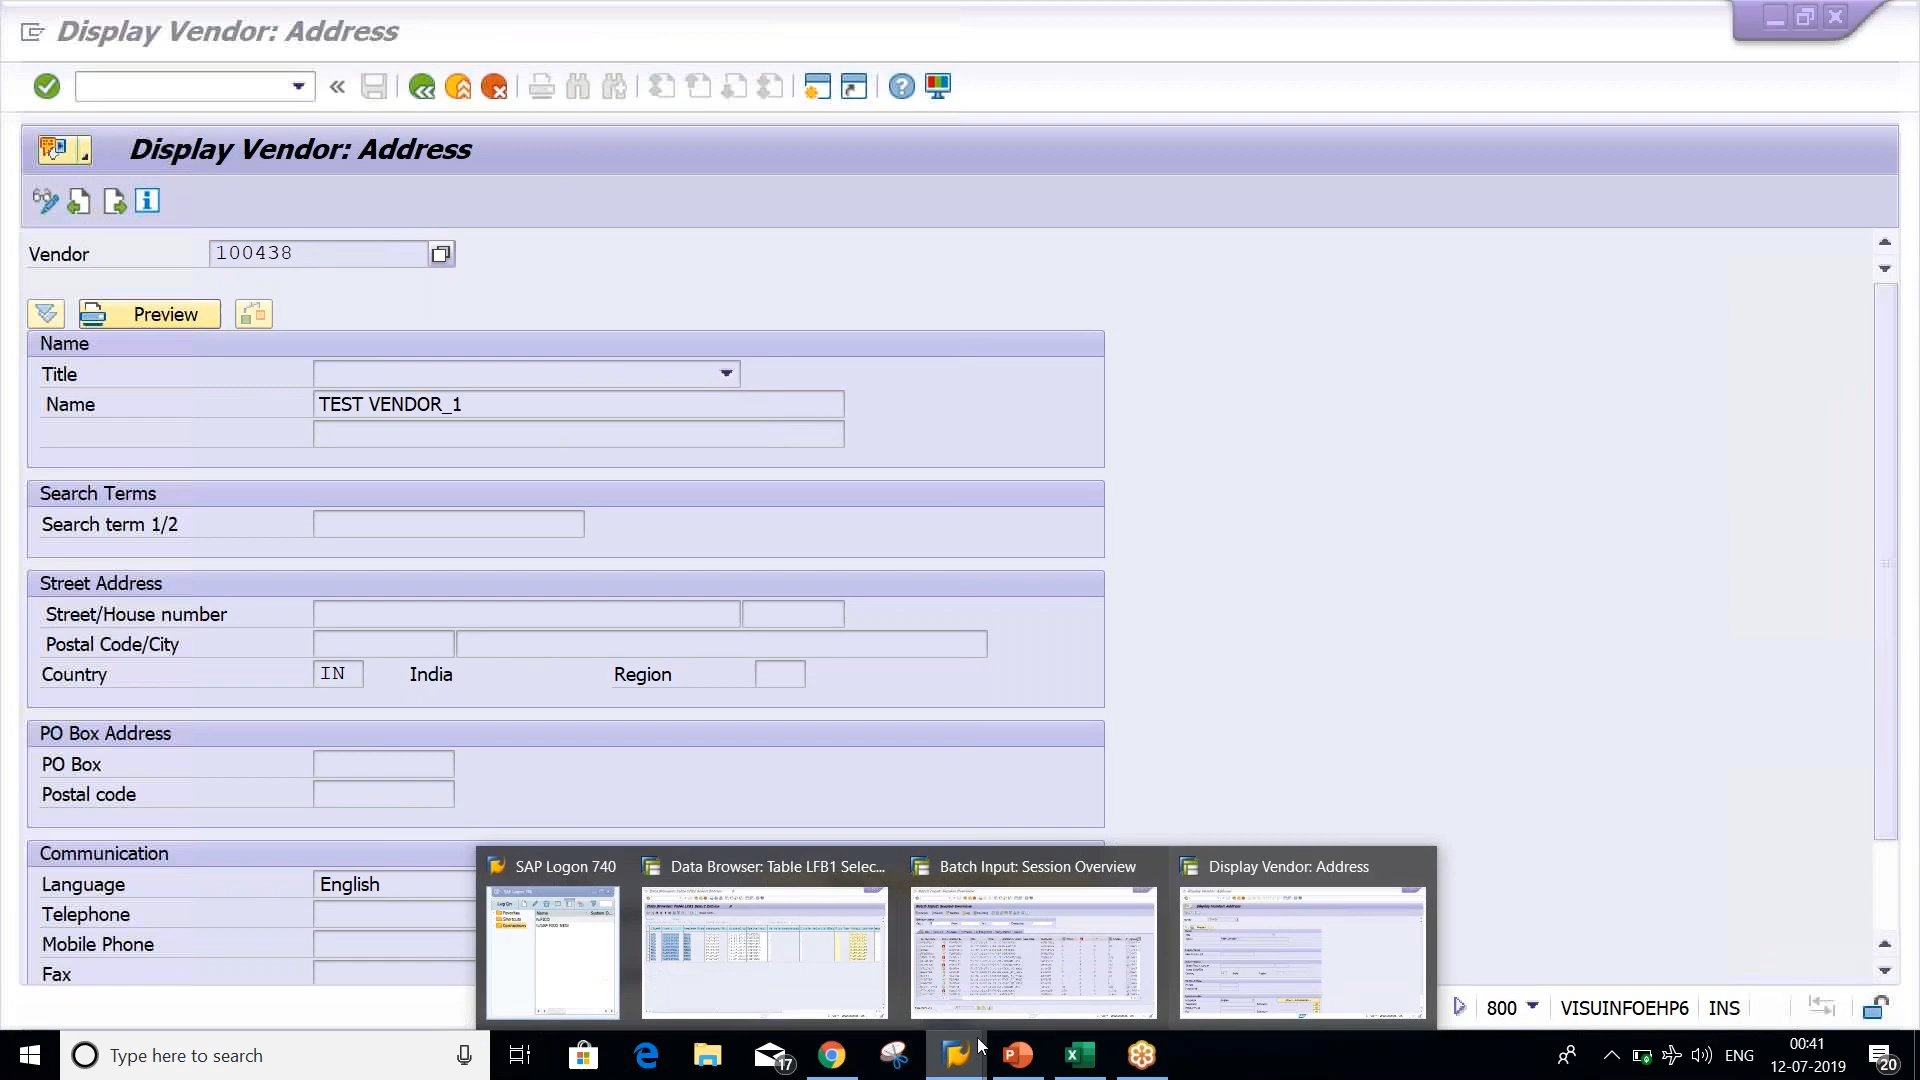 Display Vendor: Address
Display Vendor: Address
Vendor 100438
Preview
Name
Title
Name TEST VENDOR_1
Search Terms
Search term 1/2
Street Address
Street/House number
Postal Code/City
Country IN India Region
PO Box Address
PO Box
Postal code
Communication
Language English
Telephone
Mobile Phone
Fax
SAP Logon 740
Data Browser: Table LFB1 Selec...
Batch Input: Session Overview
Display Vendor: Address
800 VISUINFOEHP6 INS
Type here to search
17
ENG
00:41
12-07-2019
20